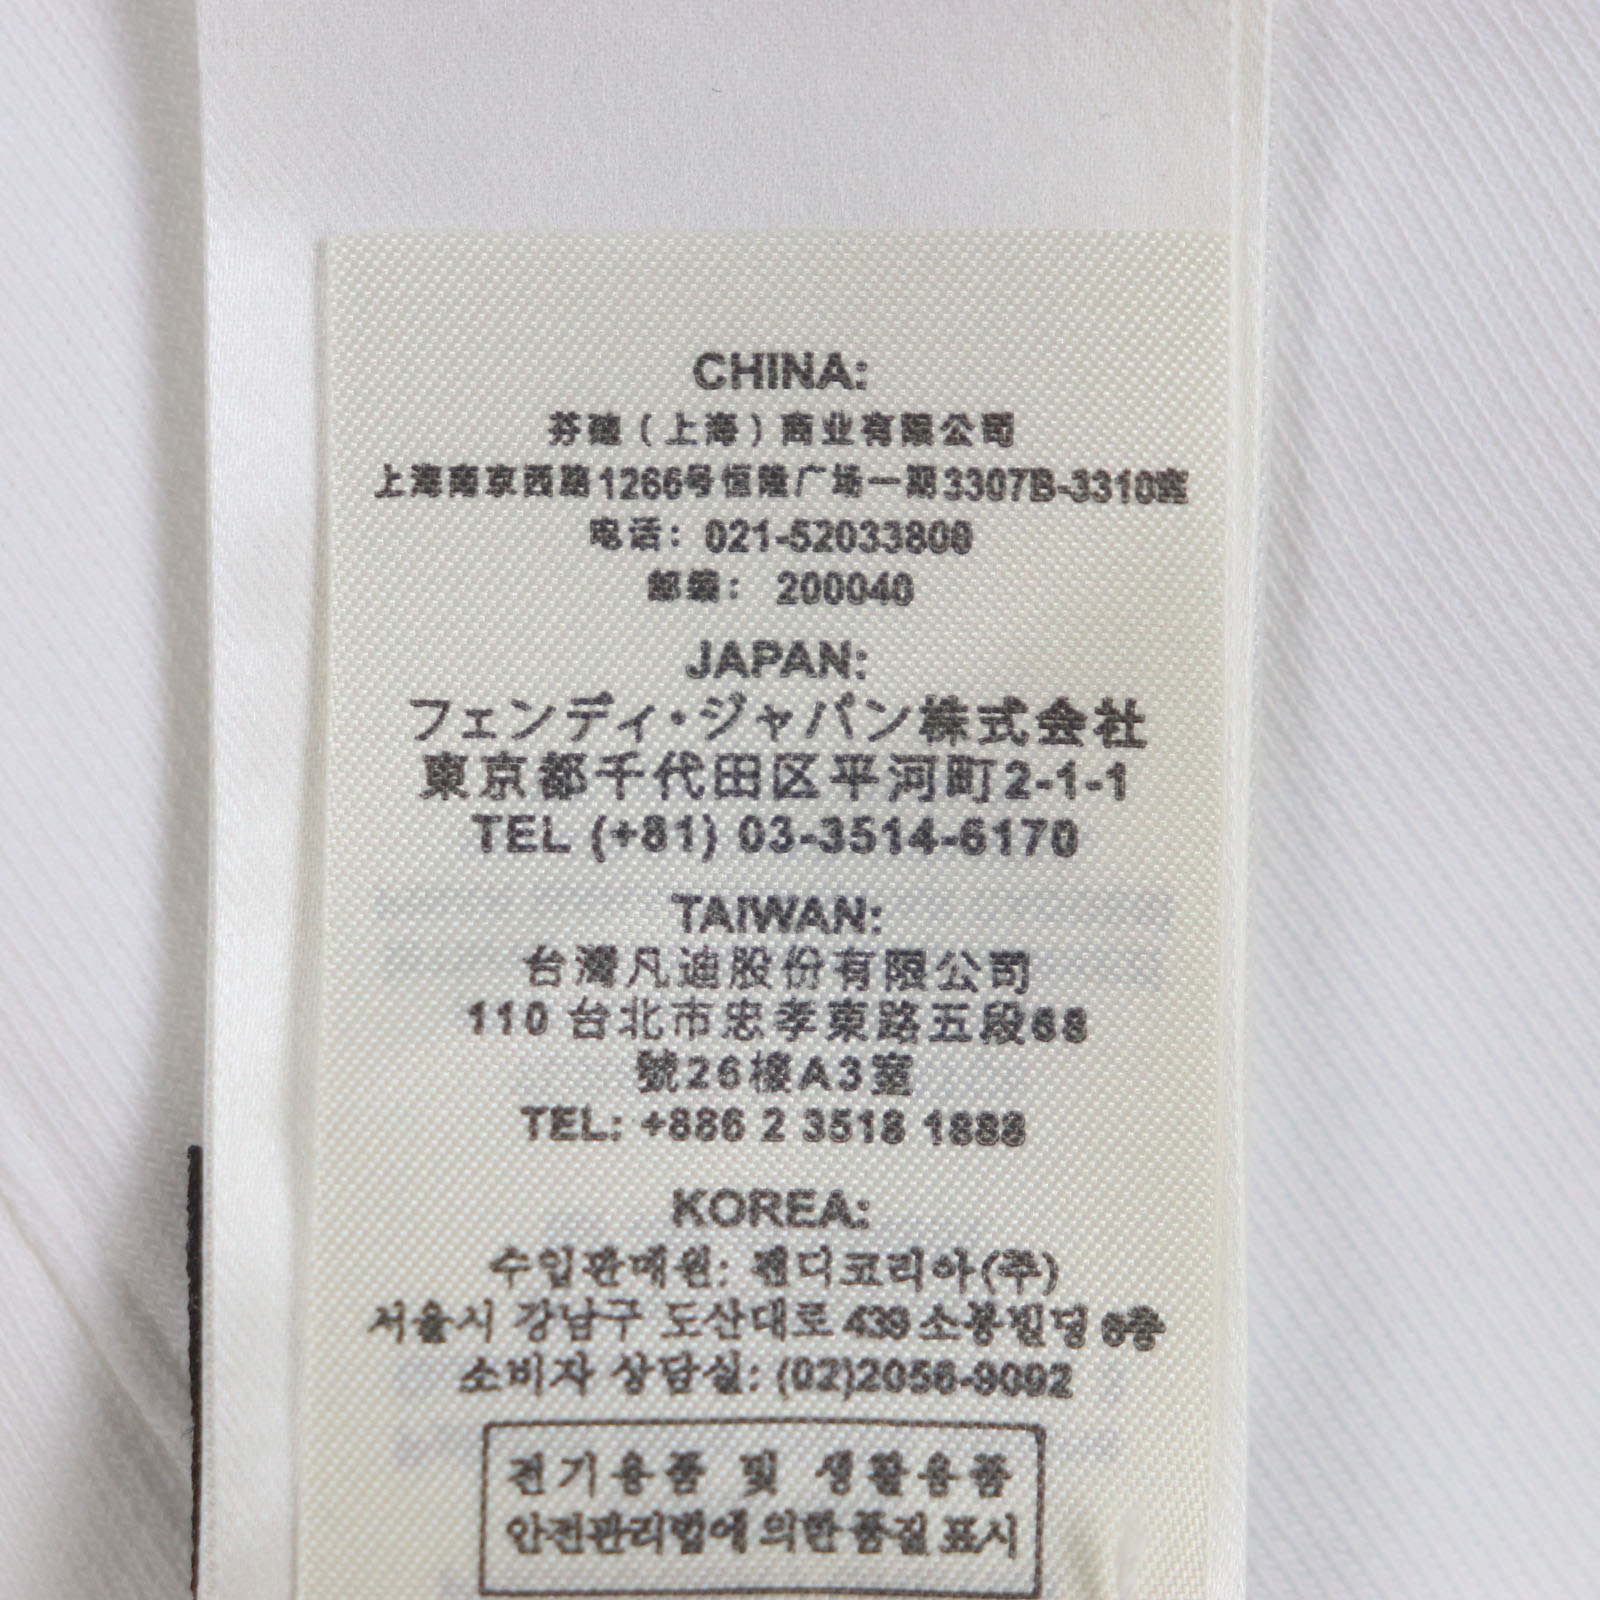 CHINA:
芬迪（上海）商业有限公司
上海南京西路1266号恒隆广场一期3307B-3310室
电话：021-52033808
邮编：200040
JAPAN:
フェンディ・ジャパン株式会社
東京都千代田区平河町2-1-1
TEL (+81) 03-3514-6170
TAIWAN:
台灣凡迪股份有限公司
110 台北市忠孝東路五段68
號26樓A3室
TEL: +886 2 3518 1888
KOREA:
수입판매원: 펜디코리아(주)
서울시 강남구 도산대로 439 소봉빌딩 6층
소비자 상담실: (02)2056-9092
전기용품 및 생활용품
안전관리법에 의한 품질표시